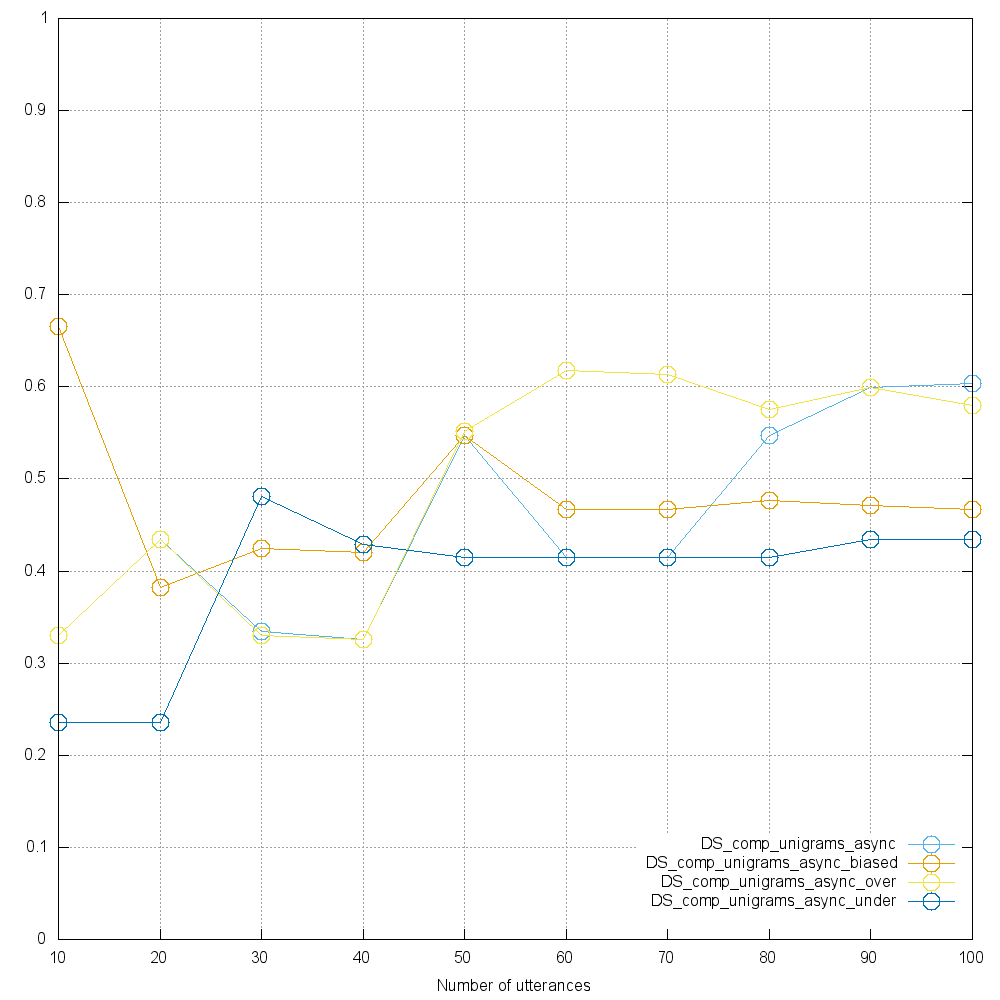 1
0.9
0.8
0.7
0.6
0.5
0.4
0.3
0.2
0.1
0
DS_comp_unigrams_async
DS_comp_unigrams_async_biased
DS_comp_unigrams_async_over
DS_comp_unigrams_async_under
10 20 30 40 50 60 70 80 90 100
Number of utterances